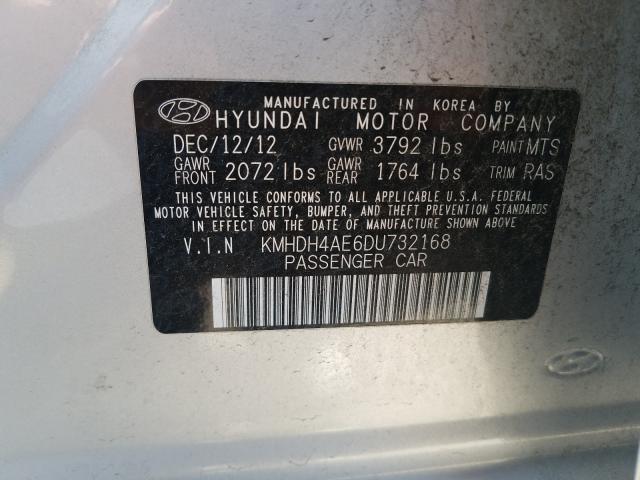 MANUFACTURED IN KOREA BY
HYUNDAI MOTOR COMPANY
DEC/12/12 GVWR 3792 lbs PAINT MTS
GAWR FRONT 2072 lbs GAWR REAR 1764 lbs TRIM RAS
THIS VEHICLE CONFORMS TO ALL APPLICABLE U.S.A. FEDERAL
MOTOR VEHICLE SAFETY, BUMPER, AND THEFT PREVENTION STANDARDS
IN EFFECT ON THE DATE OF MANUFACTURE SHOWN ABOVE
V.I.N KMHDH4AE6DU732168
PASSENGER CAR